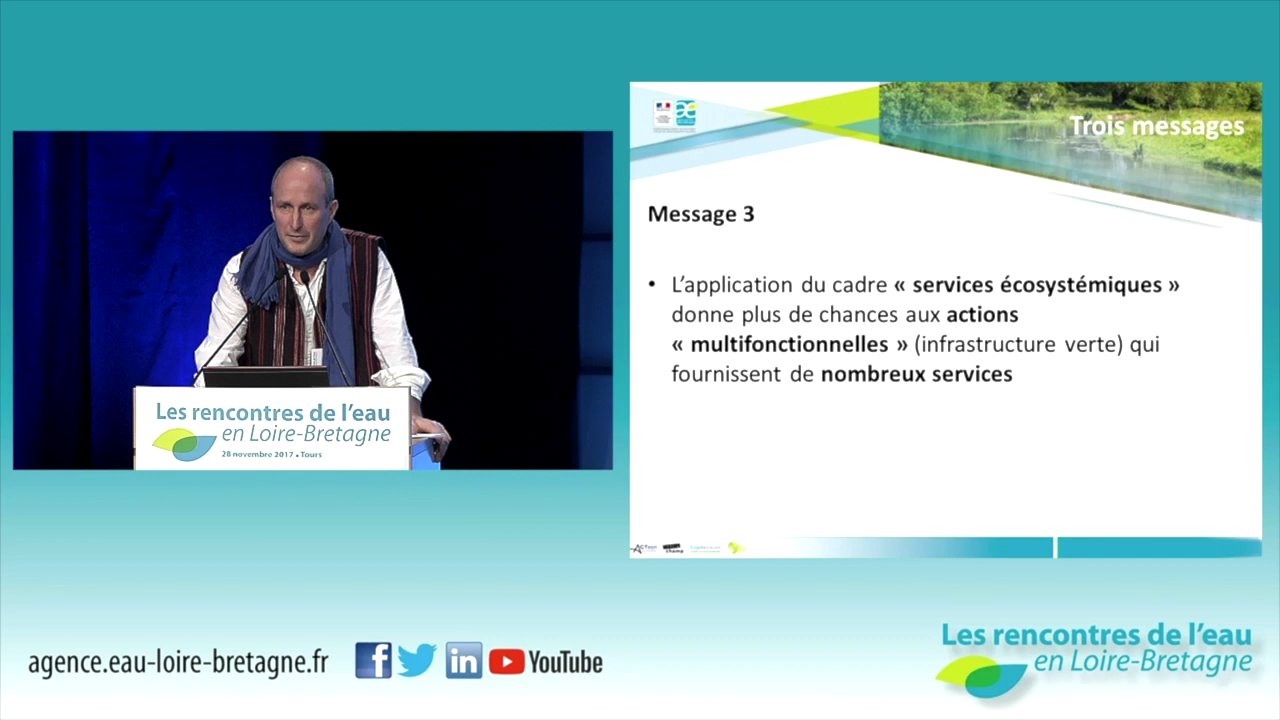 Trois messages
Message 3
• L'application du cadre « services écosystémiques »
donne plus de chances aux actions
« multifonctionnelles » (infrastructure verte) qui
fournissent de nombreux services
Les rencontres de l'eau
en Loire-Bretagne
28 novembre 2017 • Tours
agence.eau-loire-bretagne.fr
f
in
YouTube
Les rencontres de l'eau
en Loire-Bretagne